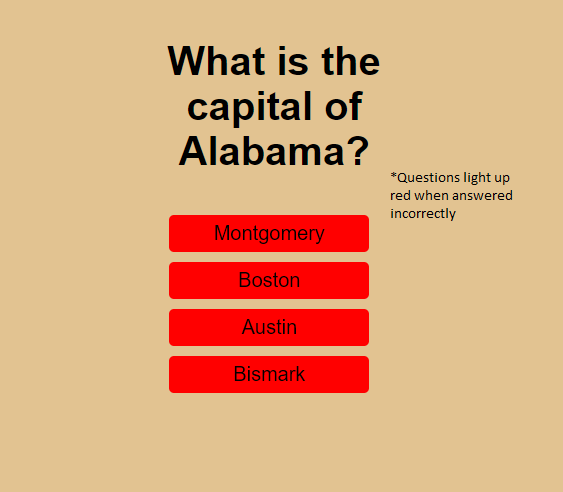 What is the
capital of
Alabama?
*Questions light up
red when answered
incorrectly
Montgomery
Boston
Austin
Bismark